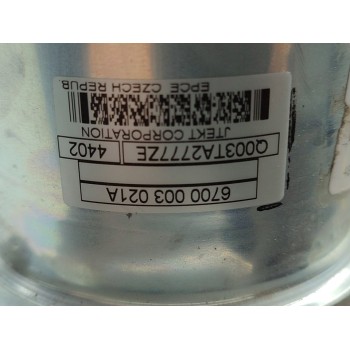 6700 003 021A
Q003TA2777ZE 4402
JTEKT CORPORATION
EPCE CZECH REPUB.